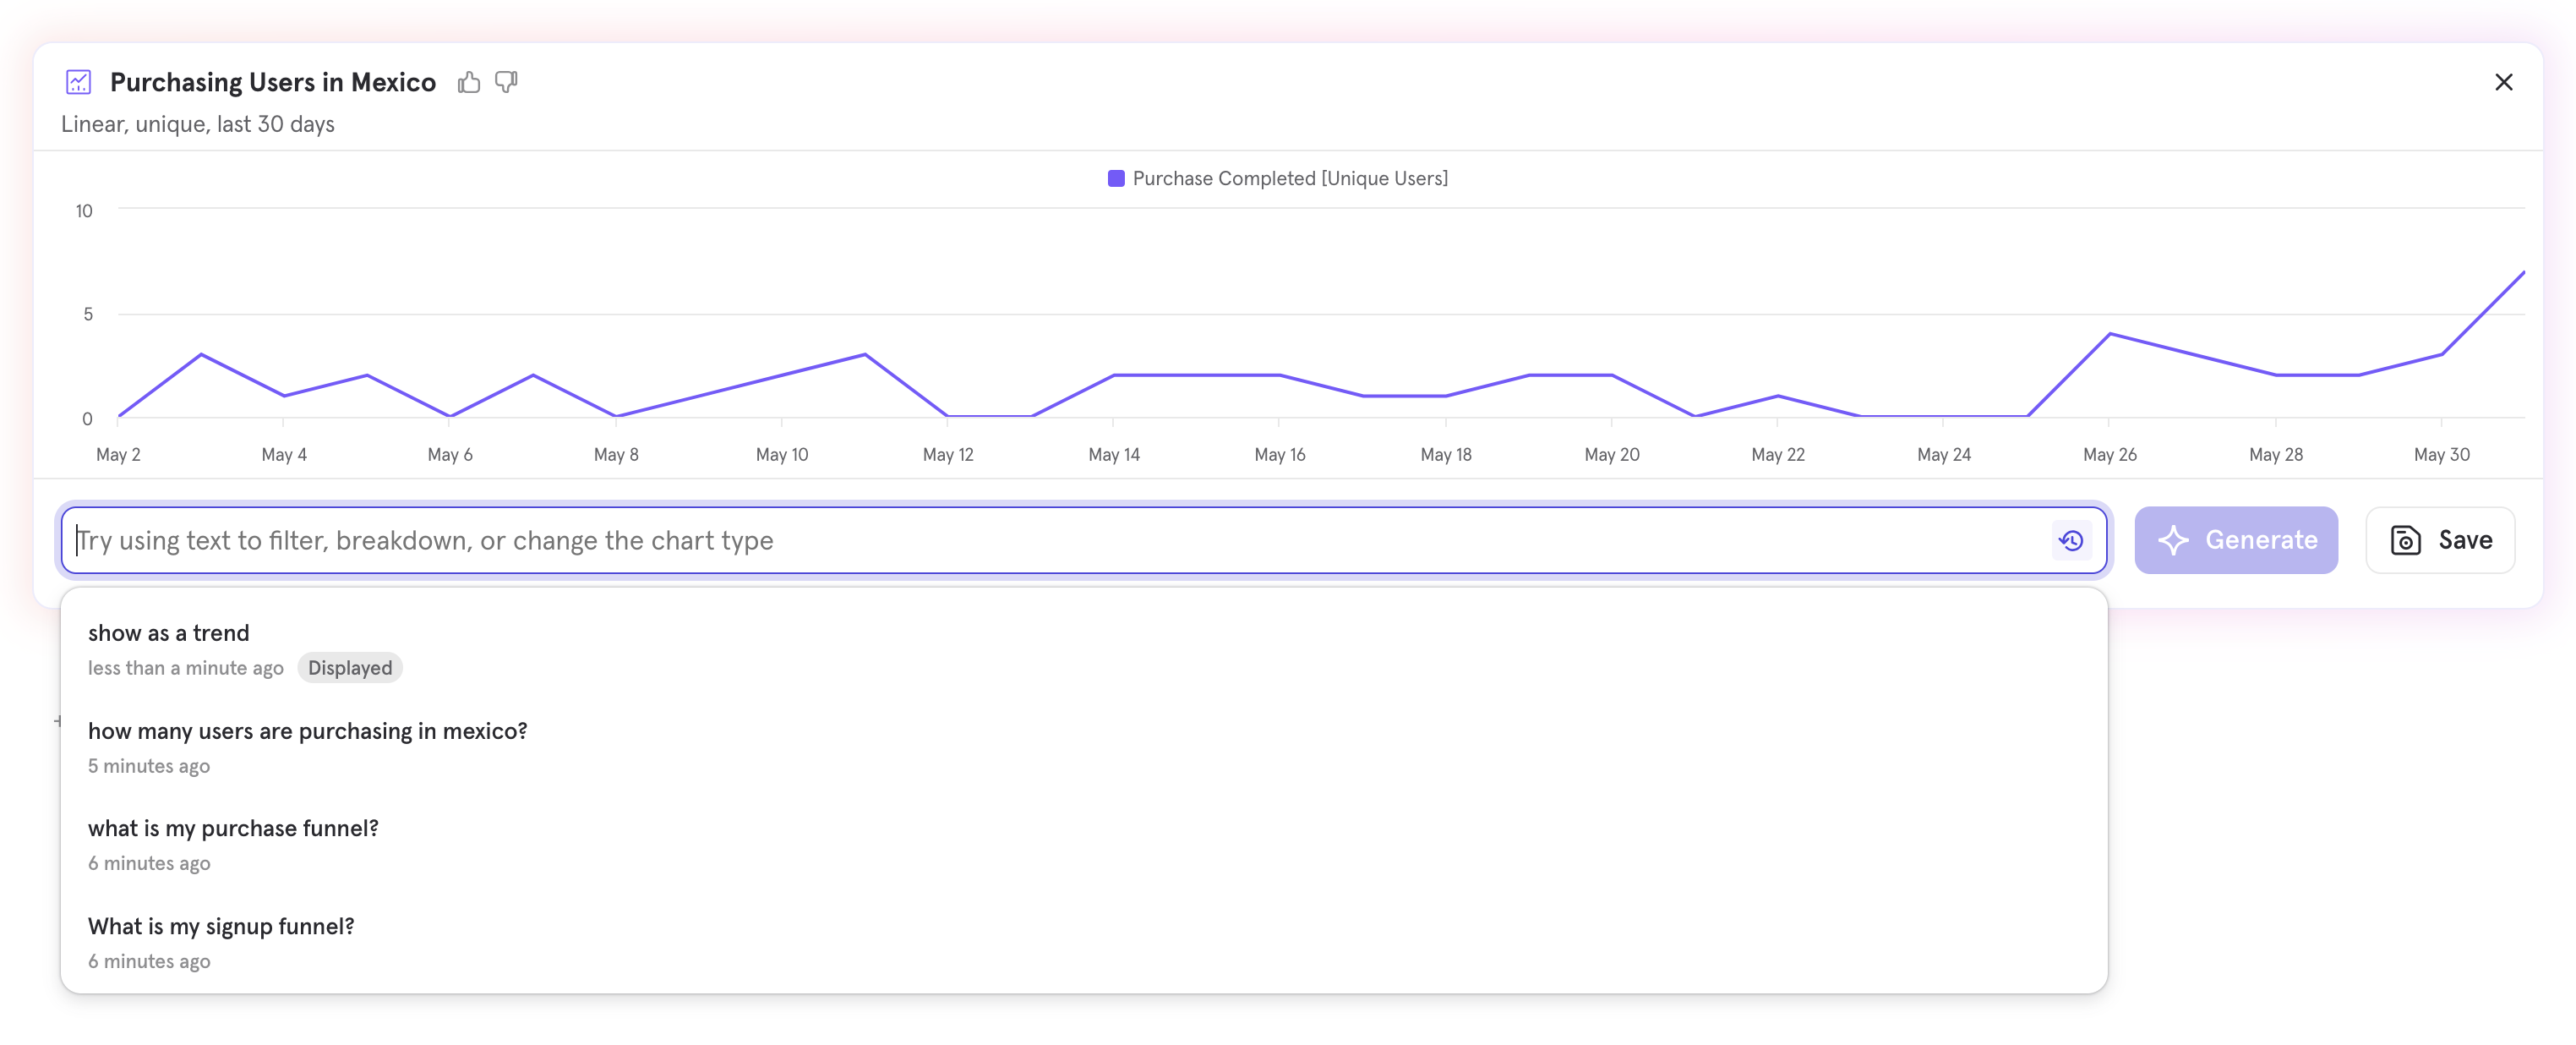 Purchasing Users in Mexico
Linear, unique, last 30 days
Purchase Completed [Unique Users]
10
5
0
May 2 May 4 May 6 May 8 May 10 May 12 May 14 May 16 May 18 May 20 May 22 May 24 May 26 May 28 May 30
Try using text to filter, breakdown, or change the chart type
Generate
Save
show as a trend
less than a minute ago Displayed
how many users are purchasing in mexico?
5 minutes ago
what is my purchase funnel?
6 minutes ago
What is my signup funnel?
6 minutes ago